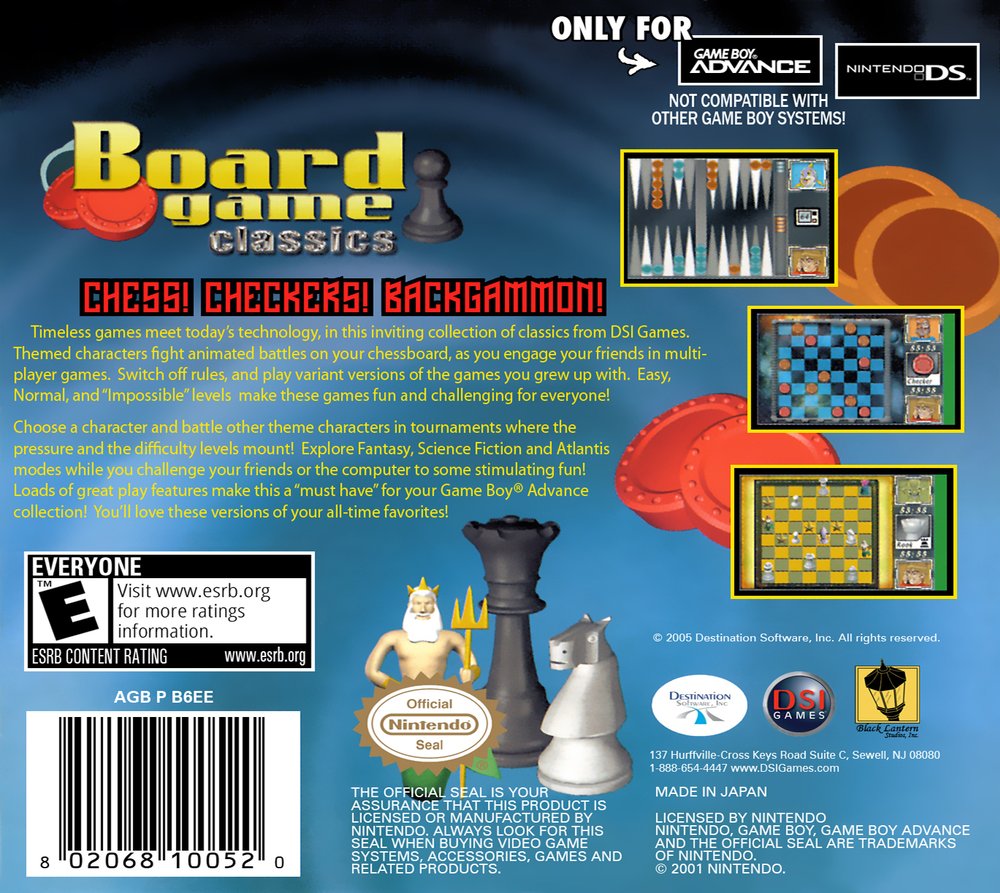 ONLY FOR
GAME BOY
ADVANCE
NINTENDO DS™
NOT COMPATIBLE WITH
OTHER GAME BOY SYSTEMS!
Board
game
classics
CHESS! CHECKERS! BACKGAMMON!
Timeless games meet today's technology, in this inviting collection of classics from DSI Games.
Themed characters fight animated battles on your chessboard, as you engage your friends in multi-
player games. Switch off rules, and play variant versions of the games you grew up with. Easy,
Normal, and "Impossible" levels make these games fun and challenging for everyone!
Choose a character and battle other theme characters in tournaments where the
pressure and the difficulty levels mount! Explore Fantasy, Science Fiction and Atlantis
modes while you challenge your friends or the computer to some stimulating fun!
Loads of great play features make this a "must have" for your Game Boy® Advance
collection! You'll love these versions of your all-time favorites!
64
55:55
Checker
55:55
55:55
Rook
55:55
EVERYONE
™
E
Visit www.esrb.org
for more ratings
information.
ESRB CONTENT RATING www.esrb.org
AGB P B6EE
8 02068 10052 0
Official
Nintendo
Seal
THE OFFICIAL SEAL IS YOUR
ASSURANCE THAT THIS PRODUCT IS
LICENSED OR MANUFACTURED BY
NINTENDO. ALWAYS LOOK FOR THIS
SEAL WHEN BUYING VIDEO GAME
SYSTEMS, ACCESSORIES, GAMES AND
RELATED PRODUCTS.
© 2005 Destination Software, Inc. All rights reserved.
DESTINATION
SOFTWARE, INC
DSI
GAMES
Black Lantern
Studios, Inc.
137 Hurffville-Cross Keys Road Suite C, Sewell, NJ 08080
1-888-654-4447 www.DSIGames.com
MADE IN JAPAN
LICENSED BY NINTENDO
NINTENDO, GAME BOY, GAME BOY ADVANCE
AND THE OFFICIAL SEAL ARE TRADEMARKS
OF NINTENDO.
© 2001 NINTENDO.